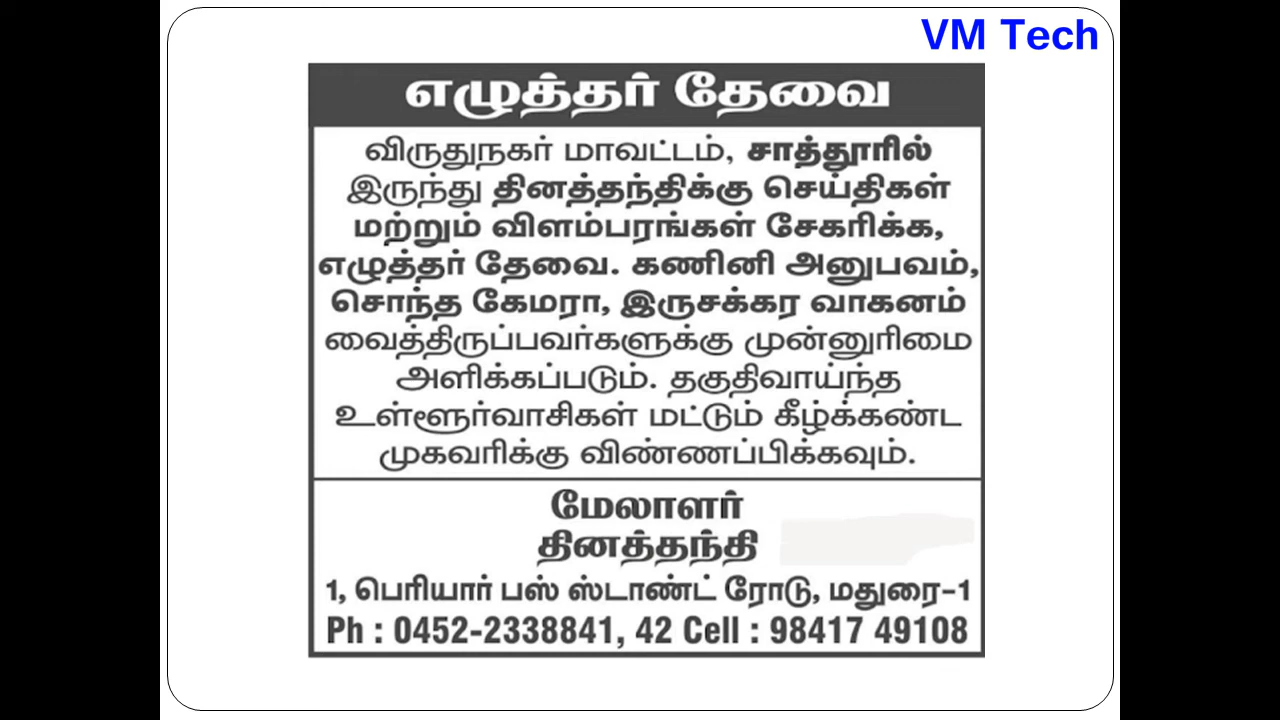 VM Tech
எழுத்தர் தேவை
விருதுநகர் மாவட்டம், சாத்தூரில்
இருந்து தினத்தந்திக்கு செய்திகள்
மற்றும் விளம்பரங்கள் சேகரிக்க,
எழுத்தர் தேவை. கணினி அனுபவம்,
சொந்த கேமரா, இருசக்கர வாகனம்
வைத்திருப்பவர்களுக்கு முன்னுரிமை
அளிக்கப்படும். தகுதிவாய்ந்த
உள்ளூர்வாசிகள் மட்டும் கீழ்க்கண்ட
முகவரிக்கு விண்ணப்பிக்கவும்.
மேலாளர்
தினத்தந்தி
1, பெரியார் பஸ் ஸ்டாண்ட் ரோடு, மதுரை-1
Ph : 0452-2338841, 42 Cell : 98417 49108